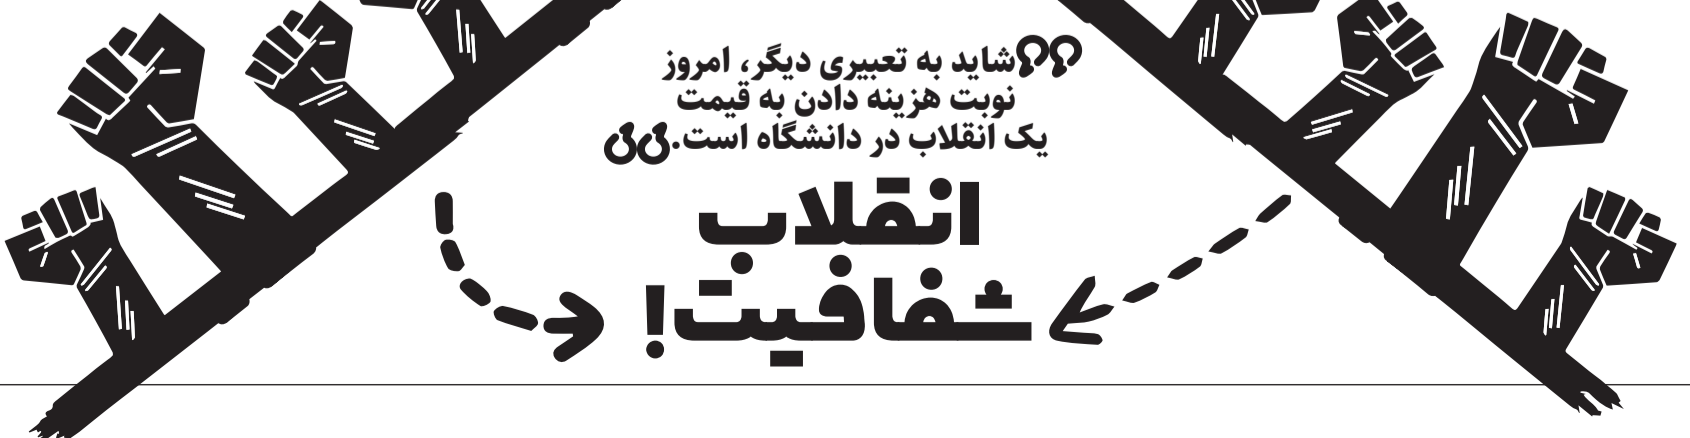 «شاید به تعبیری دیگر، امروز
نوبت هزینه دادن به قیمت
یک انقلاب در دانشگاه است.»
انقلاب
شفافیت!